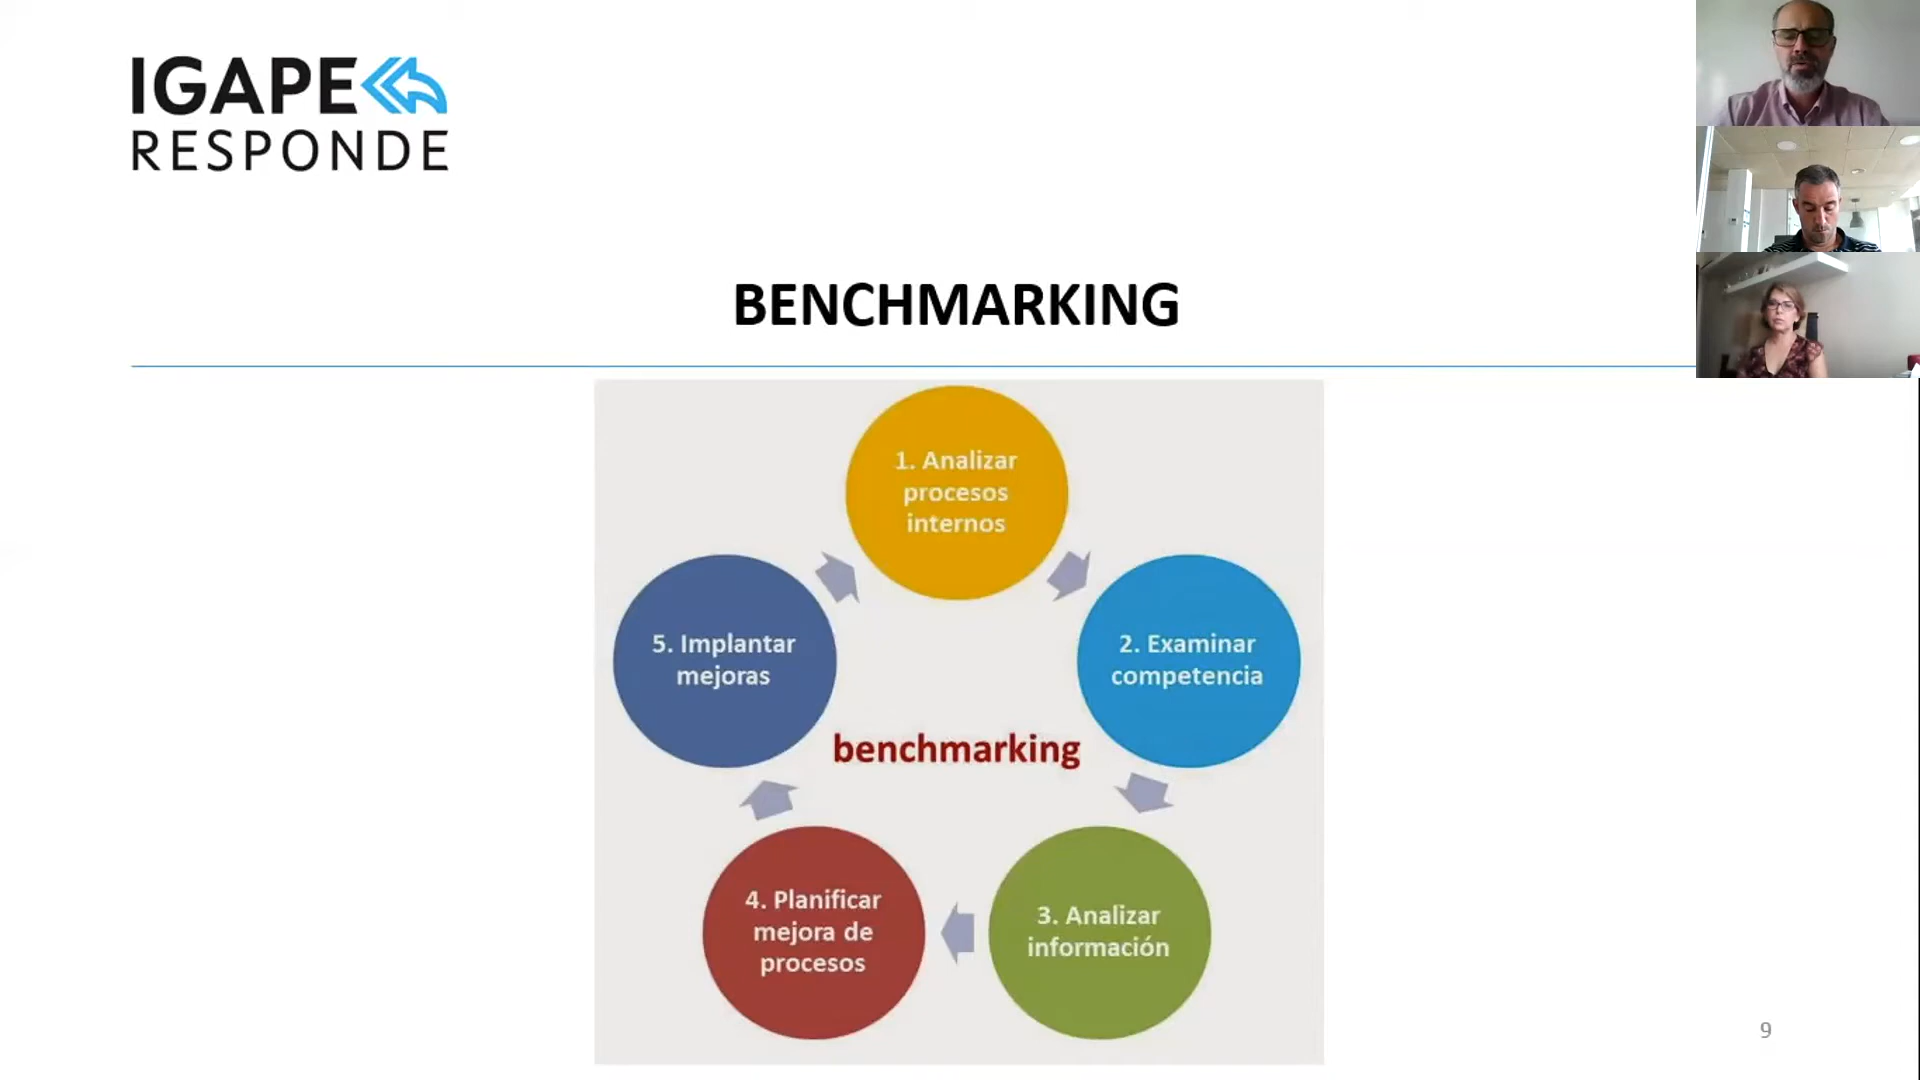 IGAPE
RESPONDE
BENCHMARKING
1. Analizar
procesos
internos
5. Implantar
mejoras
2. Examinar
competencia
benchmarking
4. Planificar
mejora de
procesos
3. Analizar
información
9